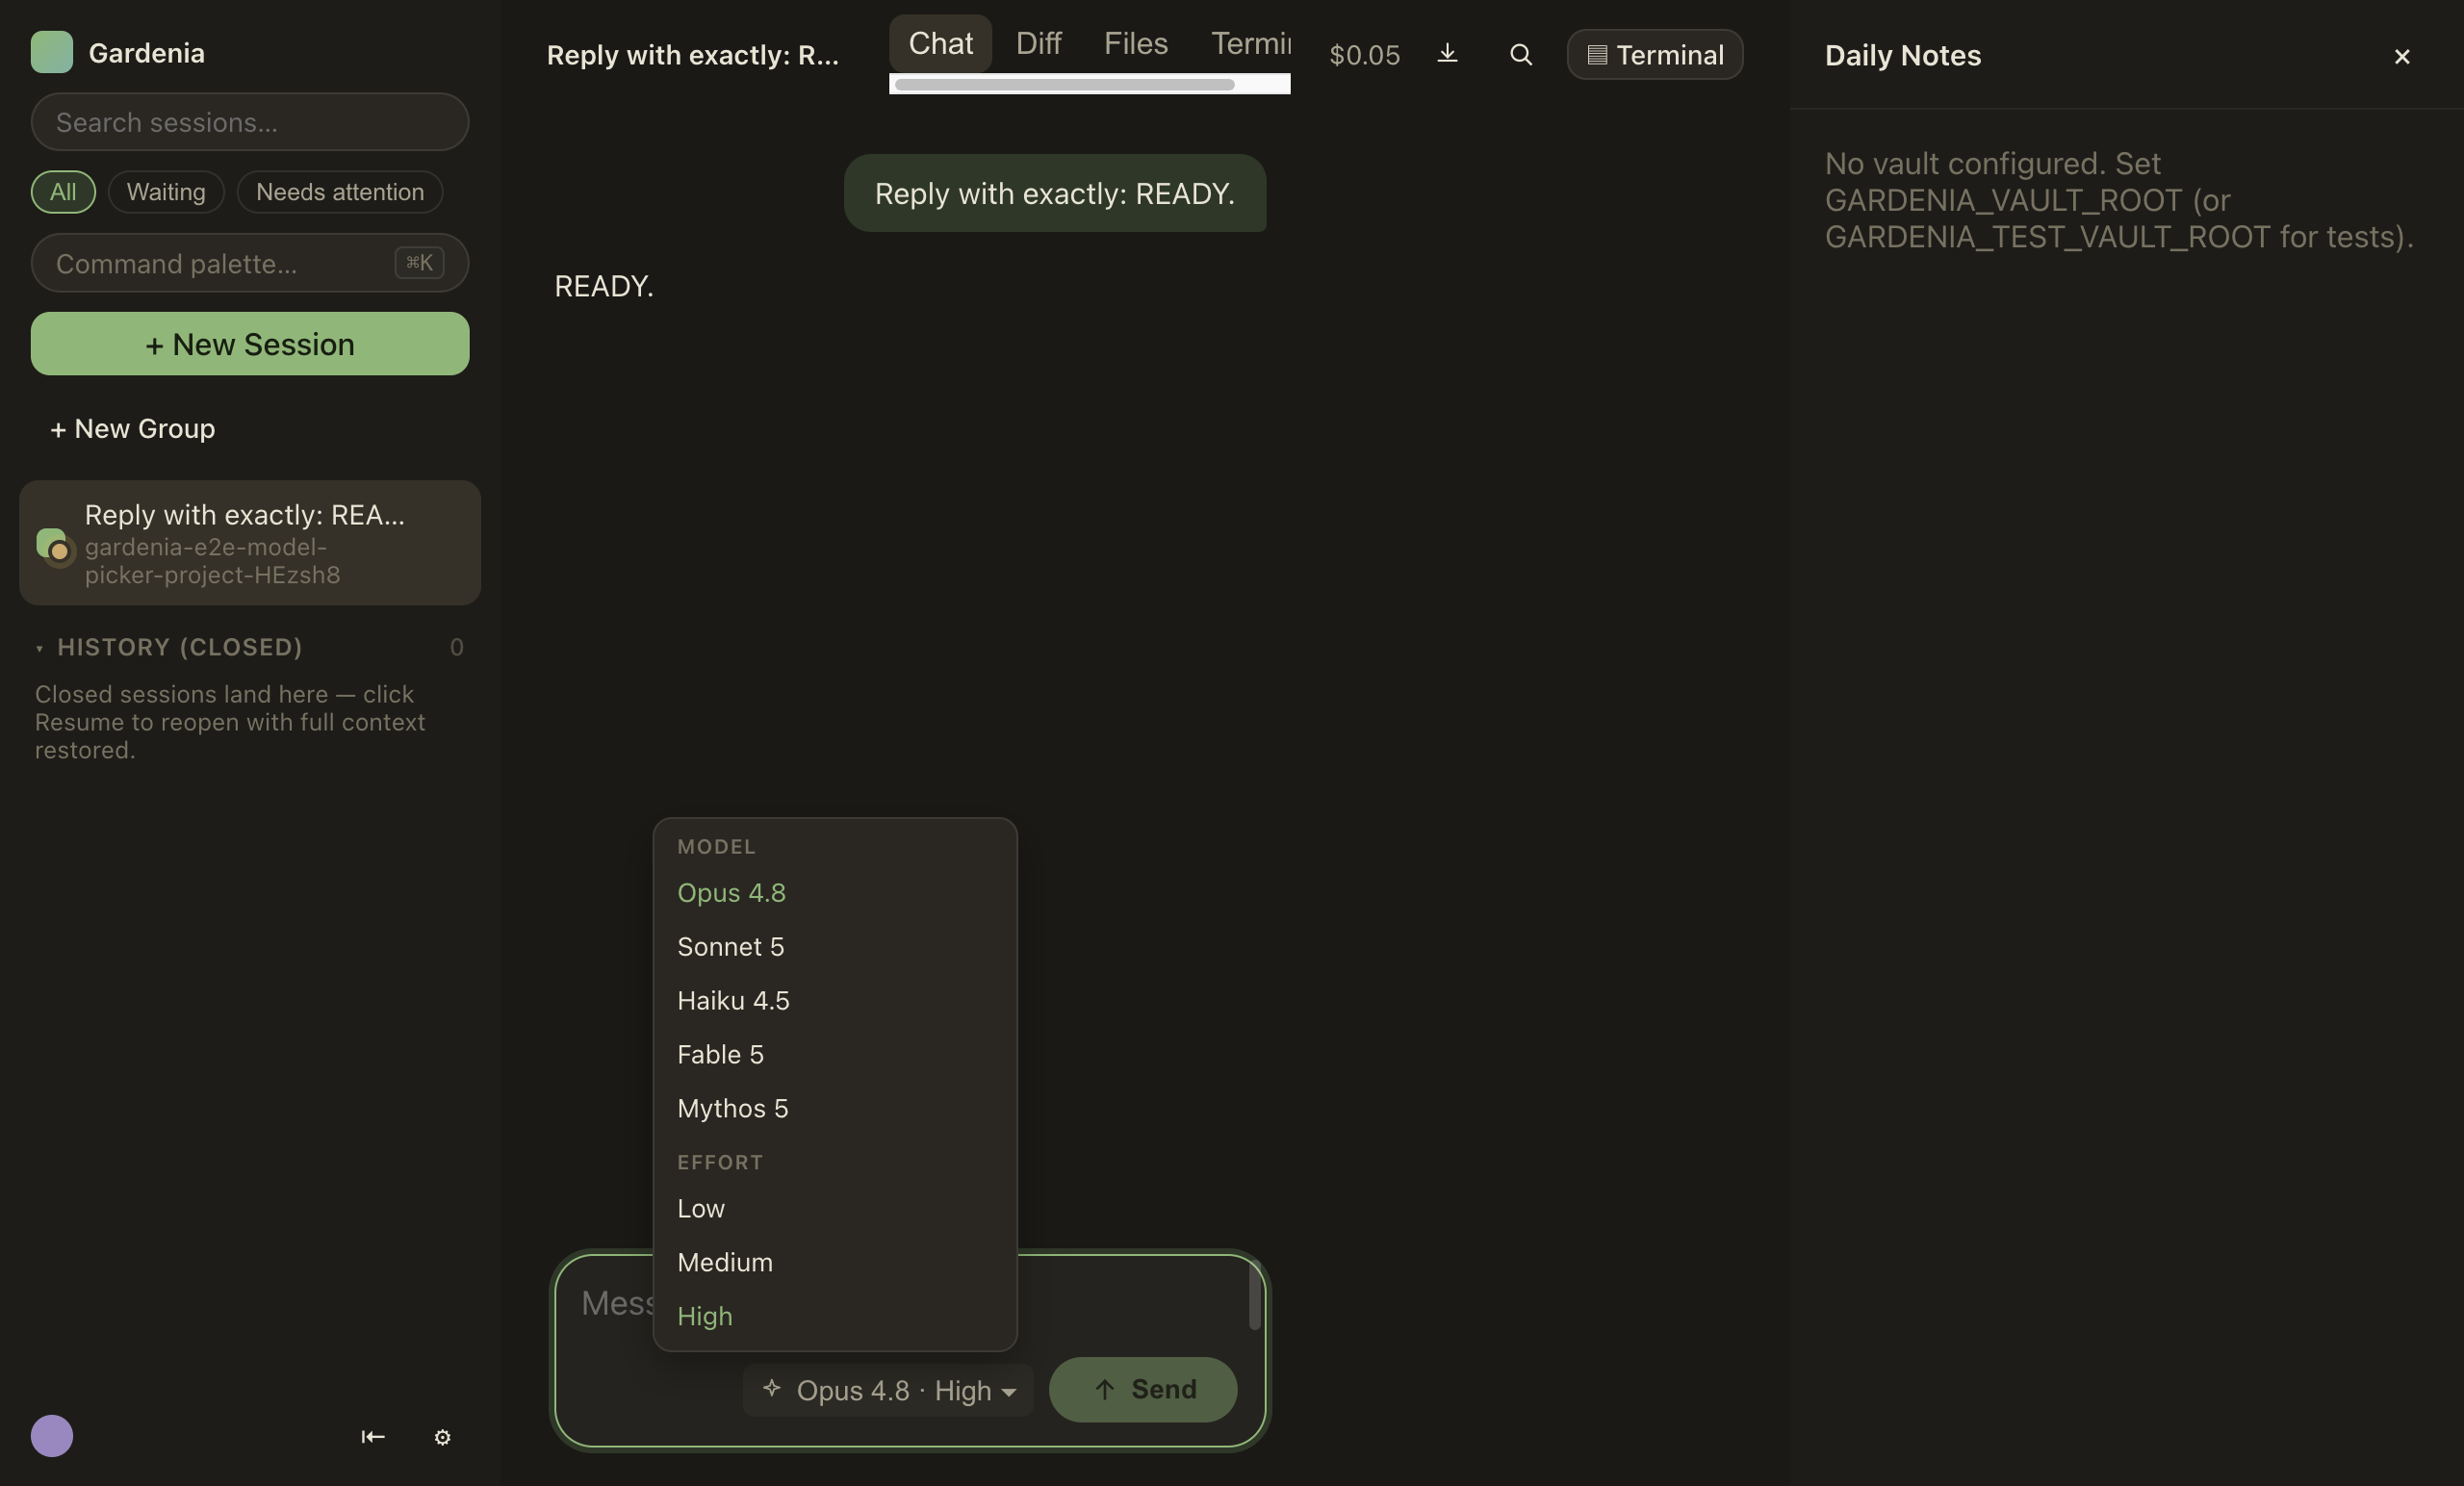 Gardenia
Search sessions...
All
Waiting
Needs attention
Command palette...
⌘K
+ New Session
+ New Group
Reply with exactly: REA...
gardenia-e2e-model-
picker-project-HEzsh8
HISTORY (CLOSED)
0
Closed sessions land here — click
Resume to reopen with full context
restored.
Reply with exactly: R...
Chat
Diff
Files
Termi
$0.05
Terminal
Reply with exactly: READY.
READY.
MODEL
Opus 4.8
Sonnet 5
Haiku 4.5
Fable 5
Mythos 5
EFFORT
Low
Medium
High
Mess
Opus 4.8 · High
Send
Daily Notes
No vault configured. Set
GARDENIA_VAULT_ROOT (or
GARDENIA_TEST_VAULT_ROOT for tests).